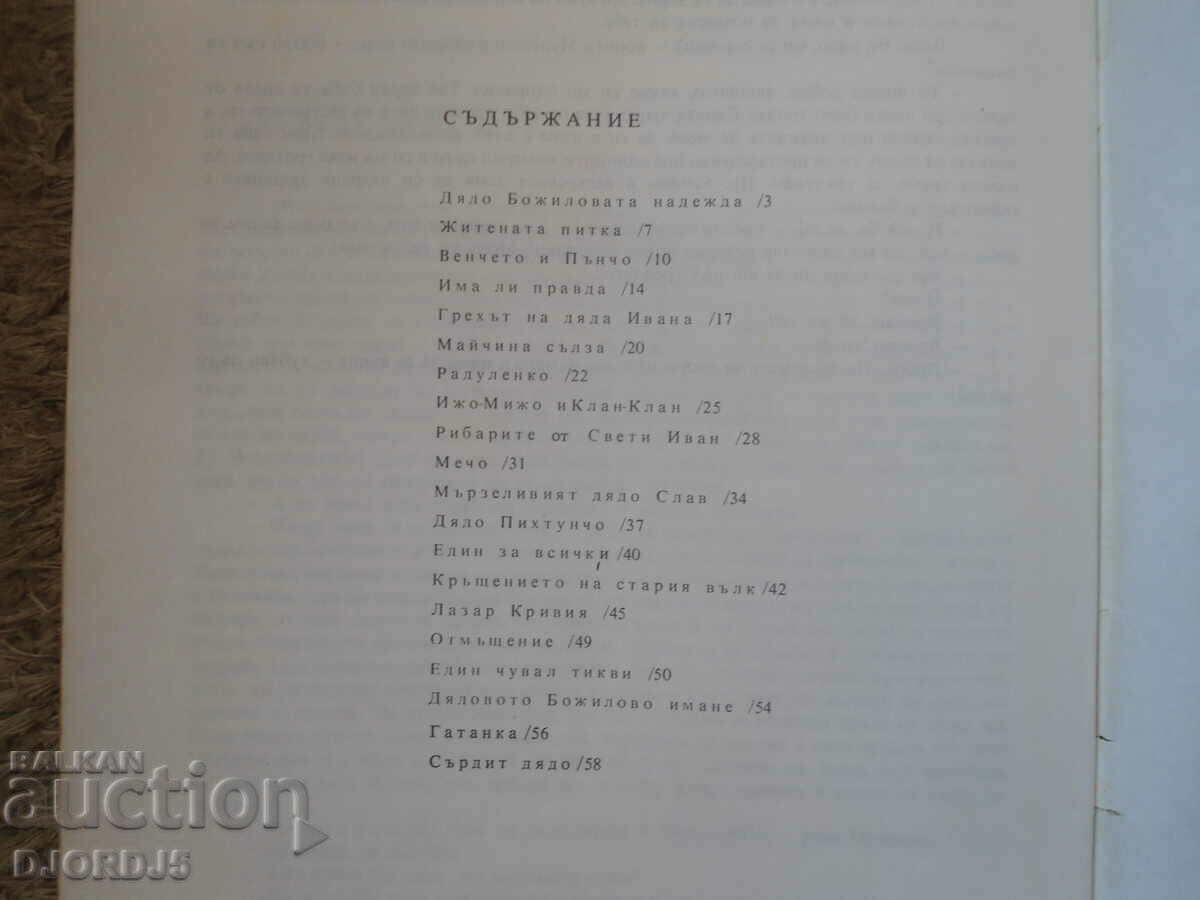 СЪДЪРЖАНИЕ
Дядо Божиловата надежда /3
Житената питка /7
Венчето и Пънчо /10
Има ли правда /14
Грехът на дяда Ивана /17
Майчина сълза /20
Радуленко /22
Ижо-Мижо и Клан-Клан /25
Рибарите от Свети Иван /28
Мечо /31
Мързеливият дядо Слав /34
Дядо Пихтунчо /37
Един за всички /40
Кръщението на стария вълк /42
Лазар Кривия /45
Отмъщение /49
Един чувал тикви /50
Дядовото Божилово имане /54
Гатанка /56
Сърдит дядо /58
BALKAN
auction
DJORDJ5